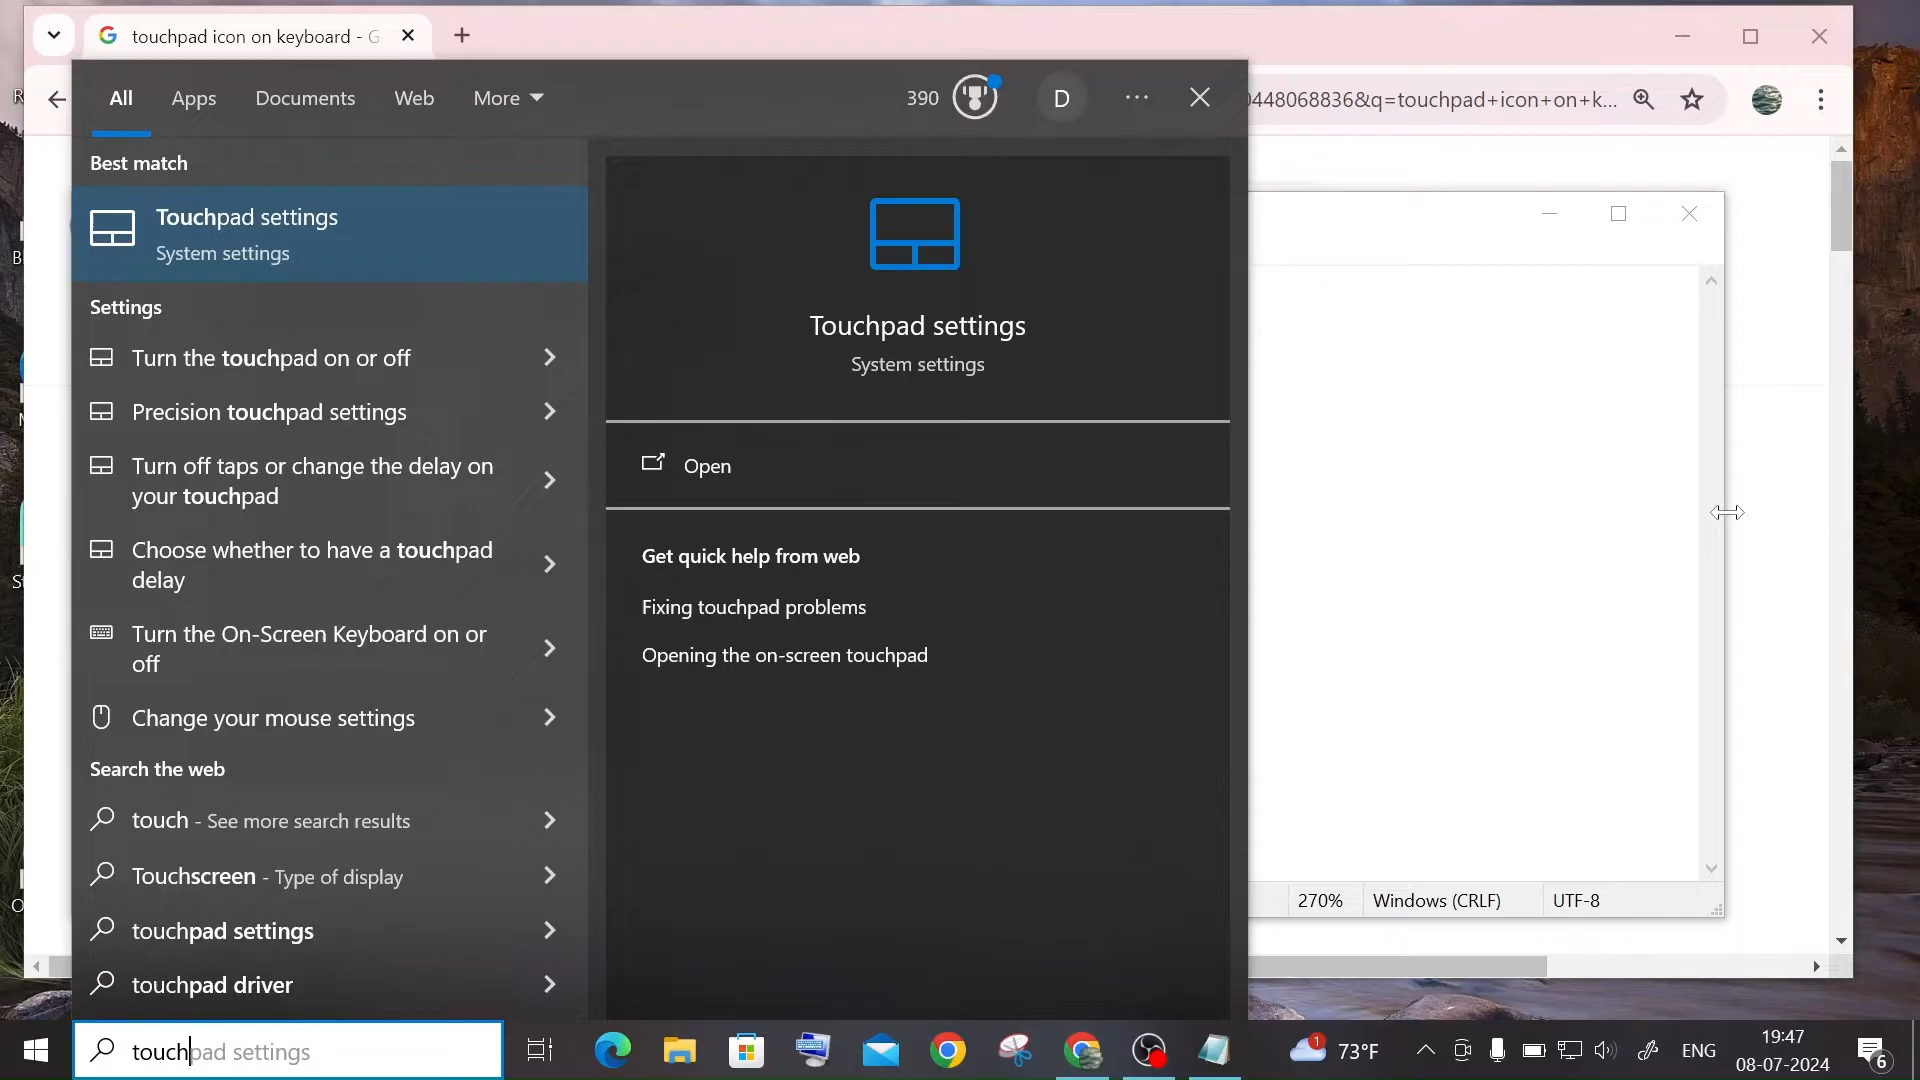 touchpad icon on keyboard - G
0448068836&q=touchpad+icon+on+k...
All
Apps
Documents
Web
More
390
D
Best match
Touchpad settings
System settings
Settings
Turn the touchpad on or off
Precision touchpad settings
Turn off taps or change the delay on
your touchpad
Choose whether to have a touchpad
delay
Turn the On-Screen Keyboard on or
off
Change your mouse settings
Search the web
touch - See more search results
Touchscreen - Type of display
touchpad settings
touchpad driver
Touchpad settings
System settings
Open
Get quick help from web
Fixing touchpad problems
Opening the on-screen touchpad
270%
Windows (CRLF)
UTF-8
touchpad settings
1
73°F
ENG
19:47
08-07-2024
6